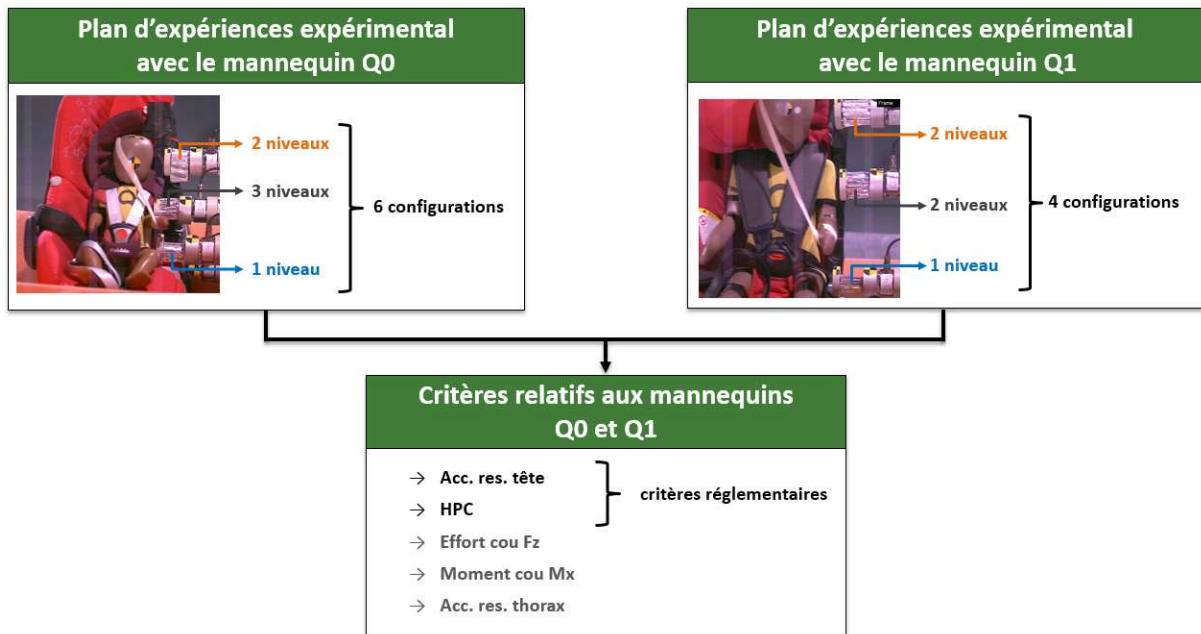 Plan d'expériences expérimental
avec le mannequin Q0
2 niveaux
3 niveaux
6 configurations
1 niveau
Plan d'expériences expérimental
avec le mannequin Q1
Frame
2 niveaux
2 niveaux
4 configurations
1 niveau
Critères relatifs aux mannequins
Q0 et Q1
→ Acc. res. tête
→ HPC
critères réglementaires
→ Effort cou Fz
→ Moment cou Mx
→ Acc. res. thorax